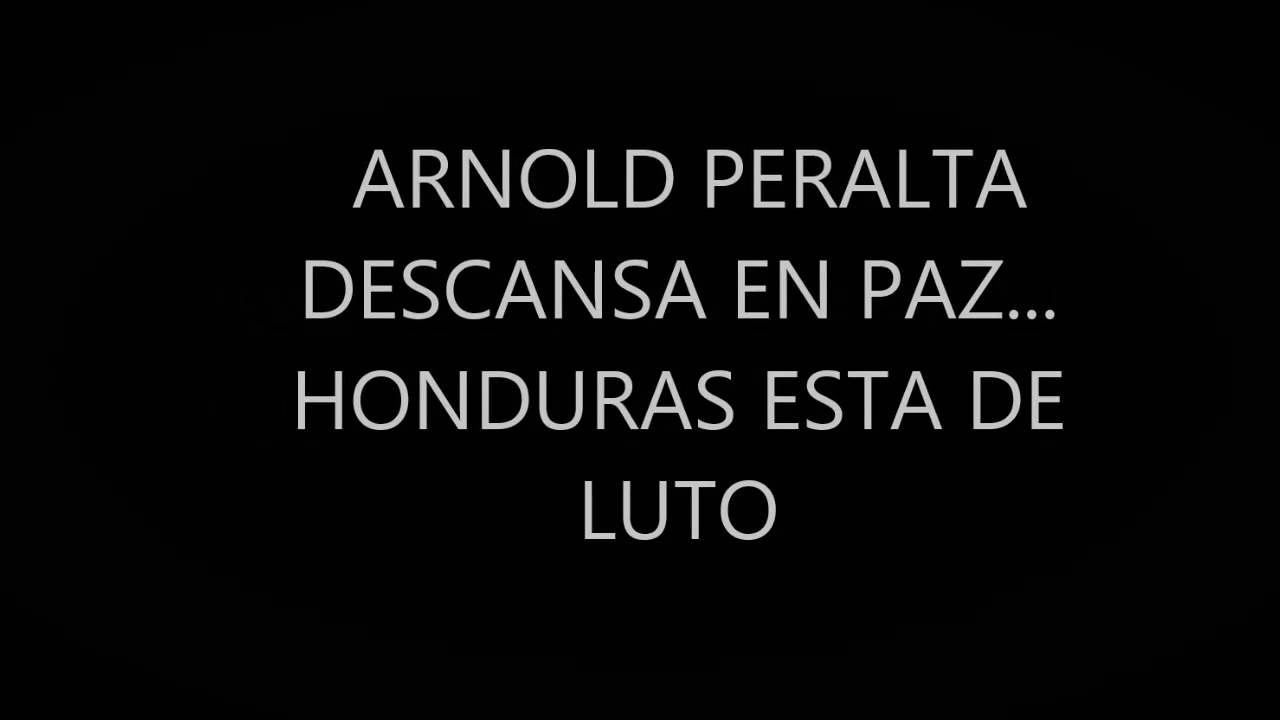 ARNOLD PERALTA
DESCANSA EN PAZ...
HONDURAS ESTA DE
LUTO